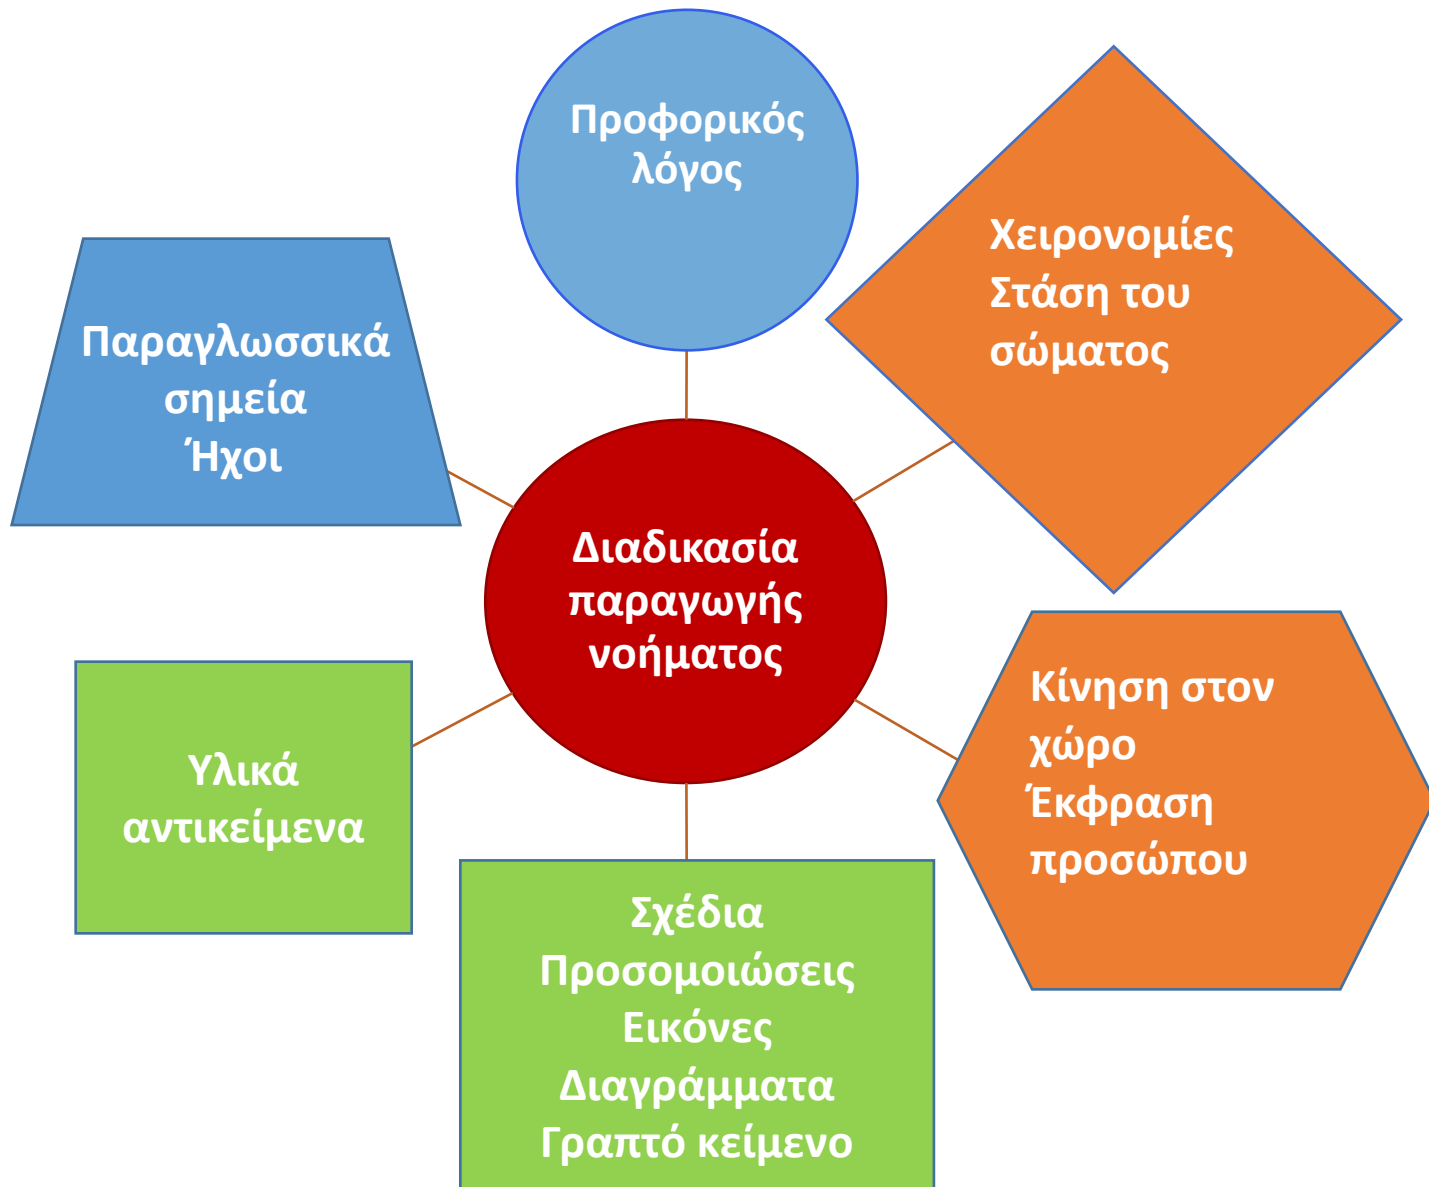 Προφορικός
λόγος
Χειρονομίες
Στάση του
σώματος
Παραγλωσσικά
σημεία
Ήχοι
Διαδικασία
παραγωγής
νοήματος
Κίνηση στον
χώρο
Έκφραση
προσώπου
Υλικά
αντικείμενα
Σχέδια
Προσομοιώσεις
Εικόνες
Διαγράμματα
Γραπτό κείμενο